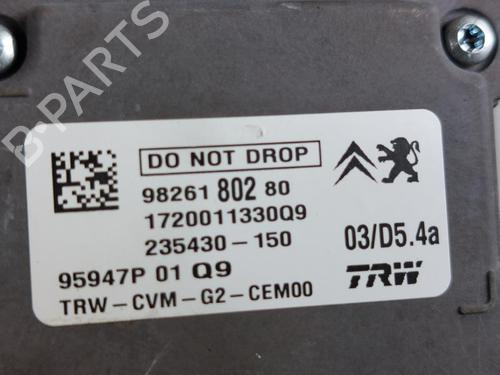 DO NOT DROP
98261 802 80
1720011330Q9
235430-150
03/D5.4a
95947P 01 Q9
TRW
TRW-CVM-G2-CEM00
B-PARTS